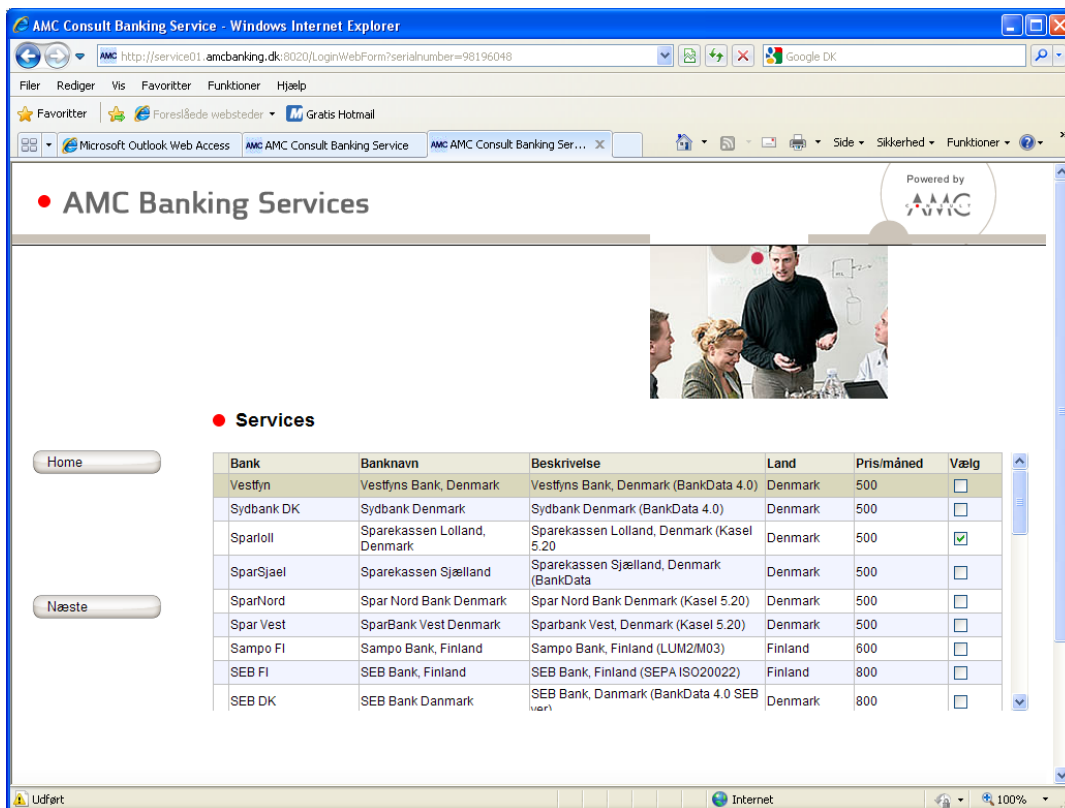 AMC Consult Banking Service - Windows Internet Explorer
AMC http://service01.amcbanking.dk:8020/LoginWebForm?serialnumber=98196048 Google DK
Filer Rediger Vis Favoritter Funktioner Hjælp
Favoritter Foreslåede websteder Gratis Hotmail
Microsoft Outlook Web Access AMC AMC Consult Banking Service AMC AMC Consult Banking Ser... X Side Sikkerhed Funktioner »
Powered by
AMC
AMC Banking Services
Services
Home
Næste
Bank Banknavn Beskrivelse Land Pris/måned Vælg
Vestfyn Vestfyns Bank, Denmark Vestfyns Bank, Denmark (BankData 4.0) Denmark 500
Sydbank DK Sydbank Denmark Sydbank Denmark (BankData 4.0) Denmark 500
Sparloll Sparekassen Lolland, Denmark Sparekassen Lolland, Denmark (Kasel 5.20 Denmark 500
SparSjael Sparekassen Sjælland Sparekassen Sjælland, Denmark (BankData Denmark 500
SparNord Spar Nord Bank Denmark Spar Nord Bank Denmark (Kasel 5.20) Denmark 500
Spar Vest SparBank Vest Denmark Sparbank Vest, Denmark (Kasel 5.20) Denmark 500
Sampo FI Sampo Bank, Finland Sampo Bank, Finland (LUM2/M03) Finland 600
SEB FI SEB Bank, Finland SEB Bank, Finland (SEPA ISO20022) Finland 800
SEB DK SEB Bank Danmark SEB Bank, Danmark (BankData 4.0 SEB ver) Denmark 800
Udført Internet 100%